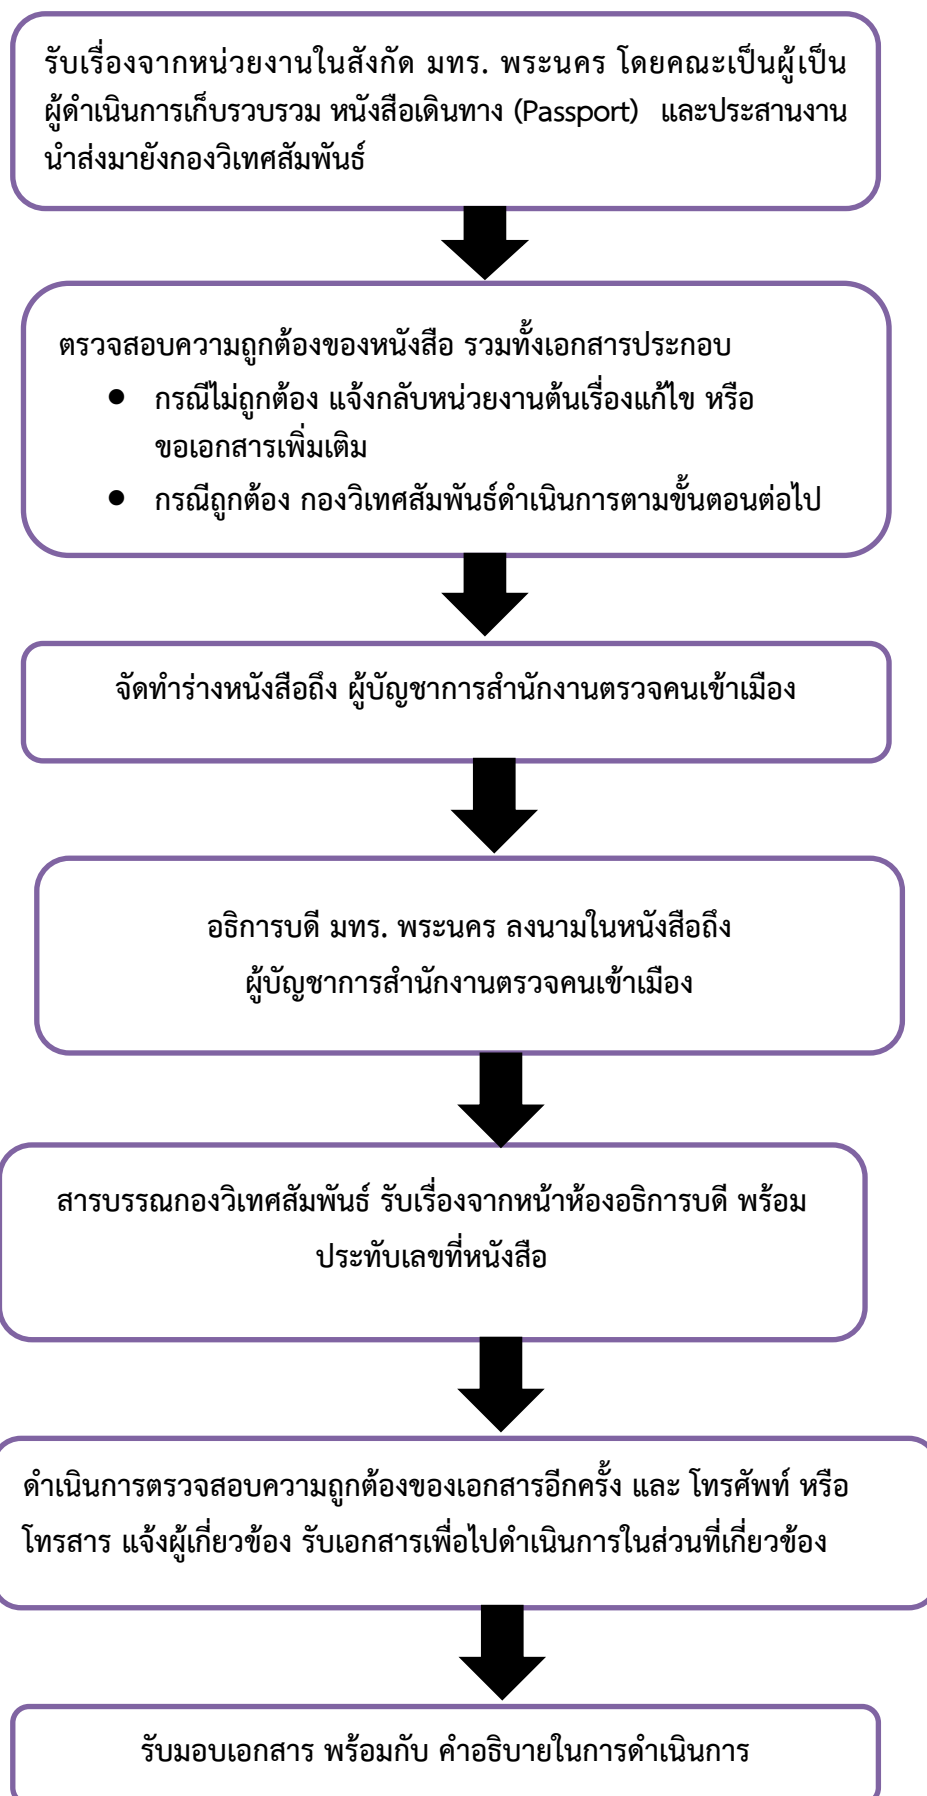 รับเรื่องจากหน่วยงานในสังกัด มทร. พระนคร โดยคณะเป็นผู้เป็น
ผู้ดำเนินการเก็บรวบรวม หนังสือเดินทาง (Passport) และประสานงาน
นำส่งมายังกองวิเทศสัมพันธ์
ตรวจสอบความถูกต้องของหนังสือ รวมทั้งเอกสารประกอบ
● กรณีไม่ถูกต้อง แจ้งกลับหน่วยงานต้นเรื่องแก้ไข หรือ
ขอเอกสารเพิ่มเติม
● กรณีถูกต้อง กองวิเทศสัมพันธ์ดำเนินการตามขั้นตอนต่อไป
จัดทำร่างหนังสือถึง ผู้บัญชาการสำนักงานตรวจคนเข้าเมือง
อธิการบดี มทร. พระนคร ลงนามในหนังสือถึง
ผู้บัญชาการสำนักงานตรวจคนเข้าเมือง
สารบรรณกองวิเทศสัมพันธ์ รับเรื่องจากหน้าห้องอธิการบดี พร้อม
ประทับเลขที่หนังสือ
ดำเนินการตรวจสอบความถูกต้องของเอกสารอีกครั้ง และ โทรศัพท์ หรือ
โทรสาร แจ้งผู้เกี่ยวข้อง รับเอกสารเพื่อไปดำเนินการในส่วนที่เกี่ยวข้อง
รับมอบเอกสาร พร้อมกับ คำอธิบายในการดำเนินการ